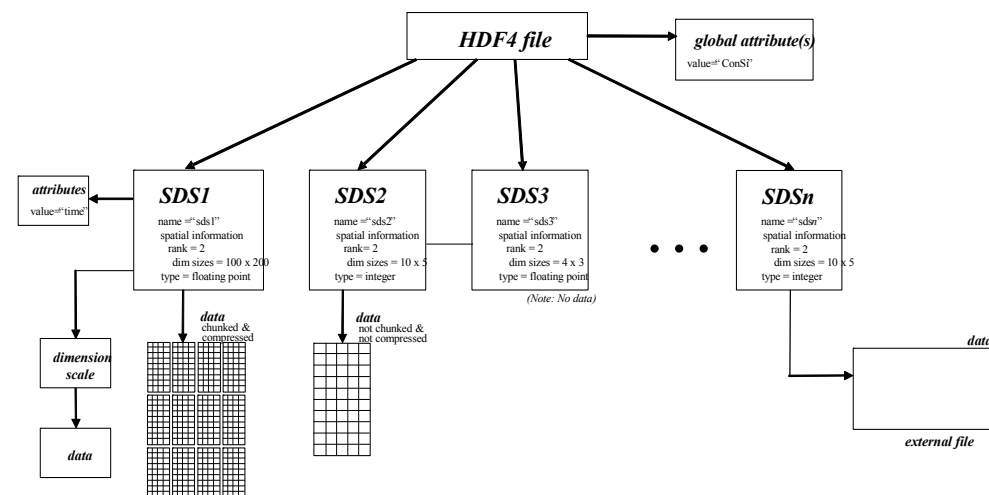 HDF4 file
global attribute(s)
value=“ConSi”
attributes
value=“time”
SDS1
name =“sds1”
spatial information
rank = 2
dim sizes = 100 x 200
type = floating point
SDS2
name =“sds2”
spatial information
rank= 2
dim sizes = 10 x 5
type = integer
SDS3
name =“sds3”
spatial information
rank = 2
dim sizes = 4 x 3
type = floating point
(Note: No data)
• • •
SDSn
name =“sdsn”
spatial information
rank = 2
dim sizes = 10 x 5
type = integer
data
chunked &
compressed
data
not chunked &
not compressed
dimension
scale
data
data
external file